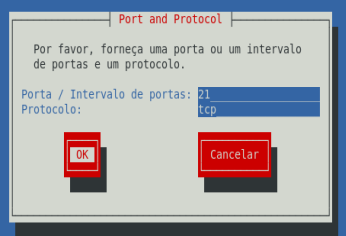 Port and Protocol
Por favor, forneça uma porta ou um intervalo
de portas e um protocolo.
Porta / Intervalo de portas: 21
Protocolo: tcp
OK Cancelar